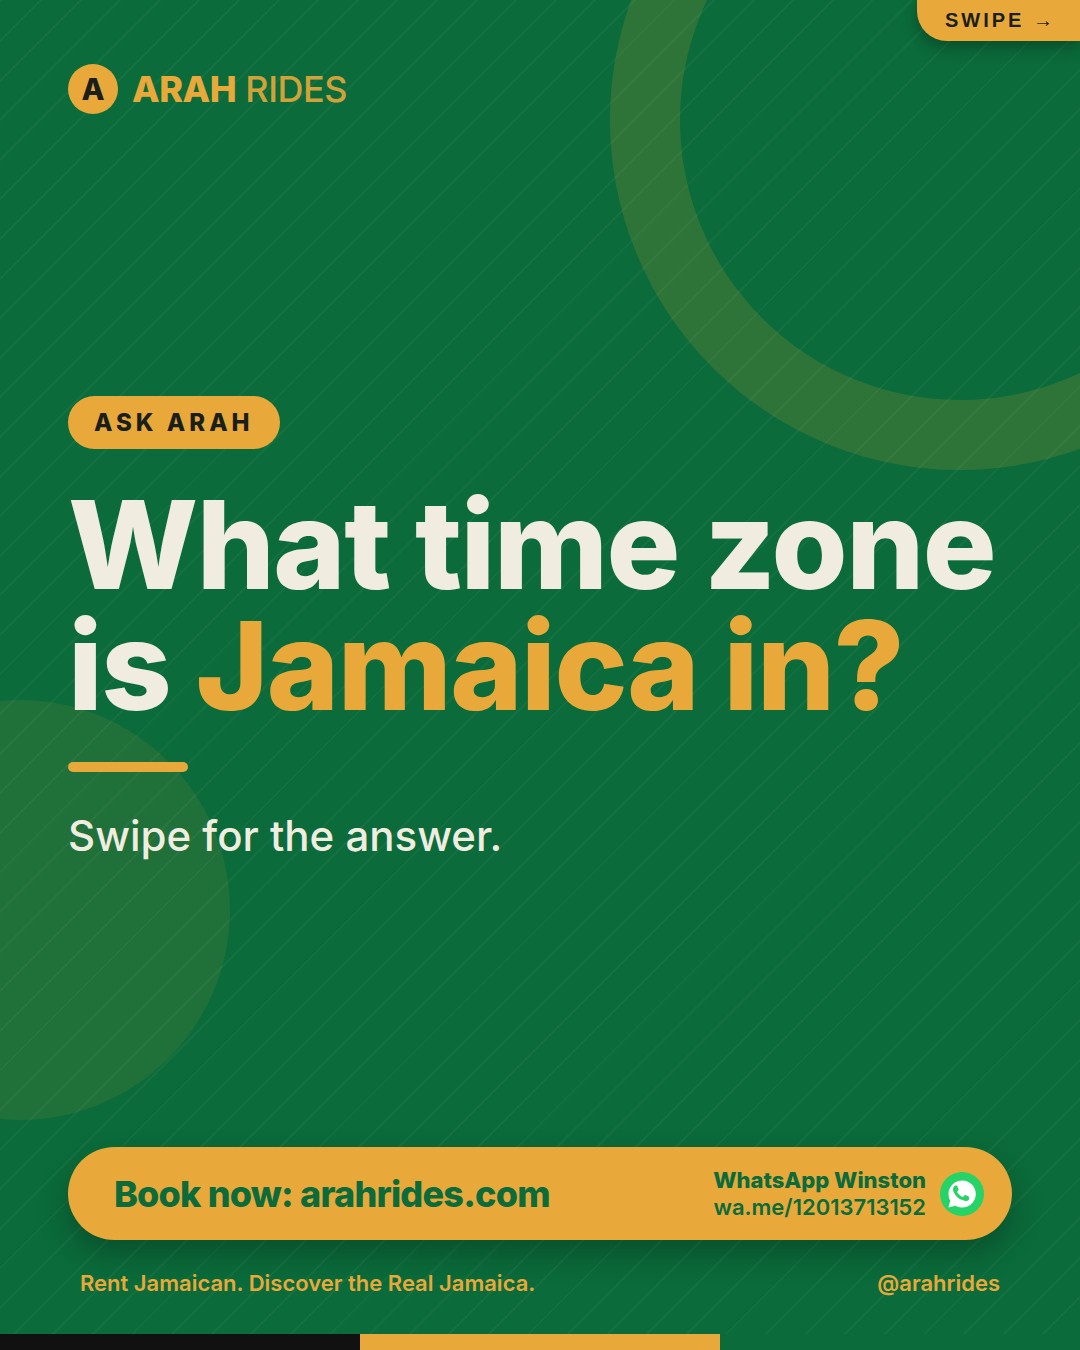 SWIPE →
A ARAH RIDES
ASK ARAH
What time zone
is Jamaica in?
Swipe for the answer.
Book now: arahrides.com
WhatsApp Winston
wa.me/12013713152
Rent Jamaican. Discover the Real Jamaica.
@arahrides